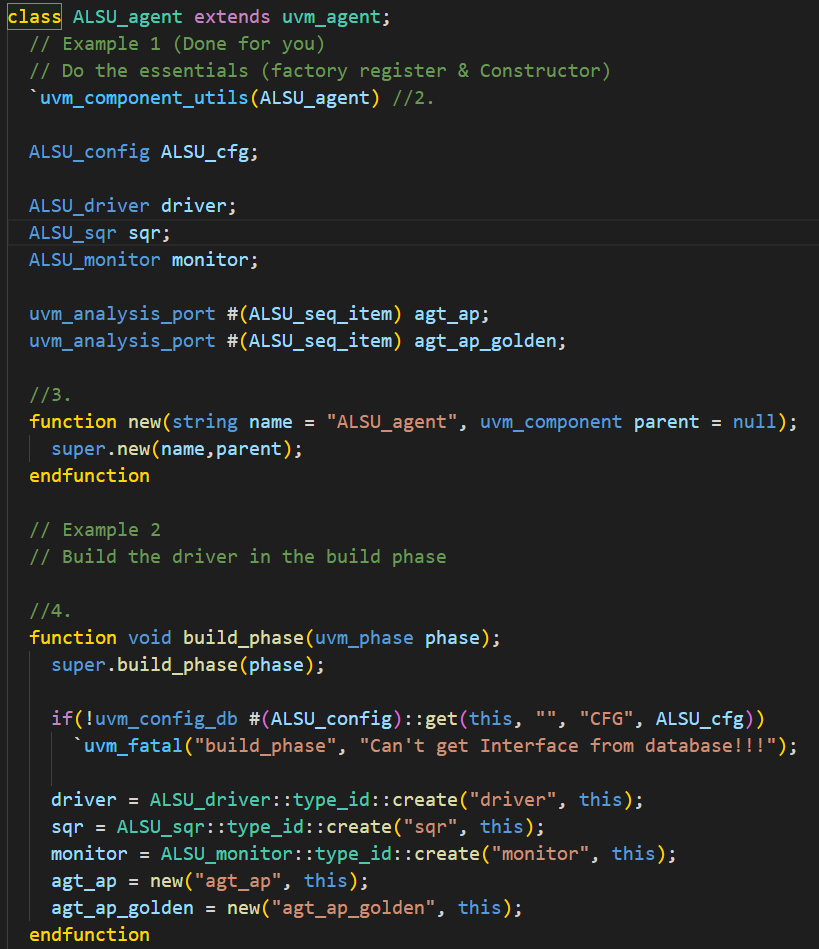 class ALSU_agent extends uvm_agent;
// Example 1 (Done for you)
// Do the essentials (factory register & Constructor)
`uvm_component_utils(ALSU_agent) //2.
ALSU_config ALSU_cfg;
ALSU_driver driver;
ALSU_sqr sqr;
ALSU_monitor monitor;
uvm_analysis_port #(ALSU_seq_item) agt_ap;
uvm_analysis_port #(ALSU_seq_item) agt_ap_golden;
//3.
function new(string name = "ALSU_agent", uvm_component parent = null);
super.new(name,parent);
endfunction
// Example 2
// Build the driver in the build phase
//4.
function void build_phase(uvm_phase phase);
super.build_phase(phase);
if(!uvm_config_db #(ALSU_config)::get(this, "", "CFG", ALSU_cfg))
`uvm_fatal("build_phase", "Can't get Interface from database!!!");
driver = ALSU_driver::type_id::create("driver", this);
sqr = ALSU_sqr::type_id::create("sqr", this);
monitor = ALSU_monitor::type_id::create("monitor", this);
agt_ap = new("agt_ap", this);
agt_ap_golden = new("agt_ap_golden", this);
endfunction